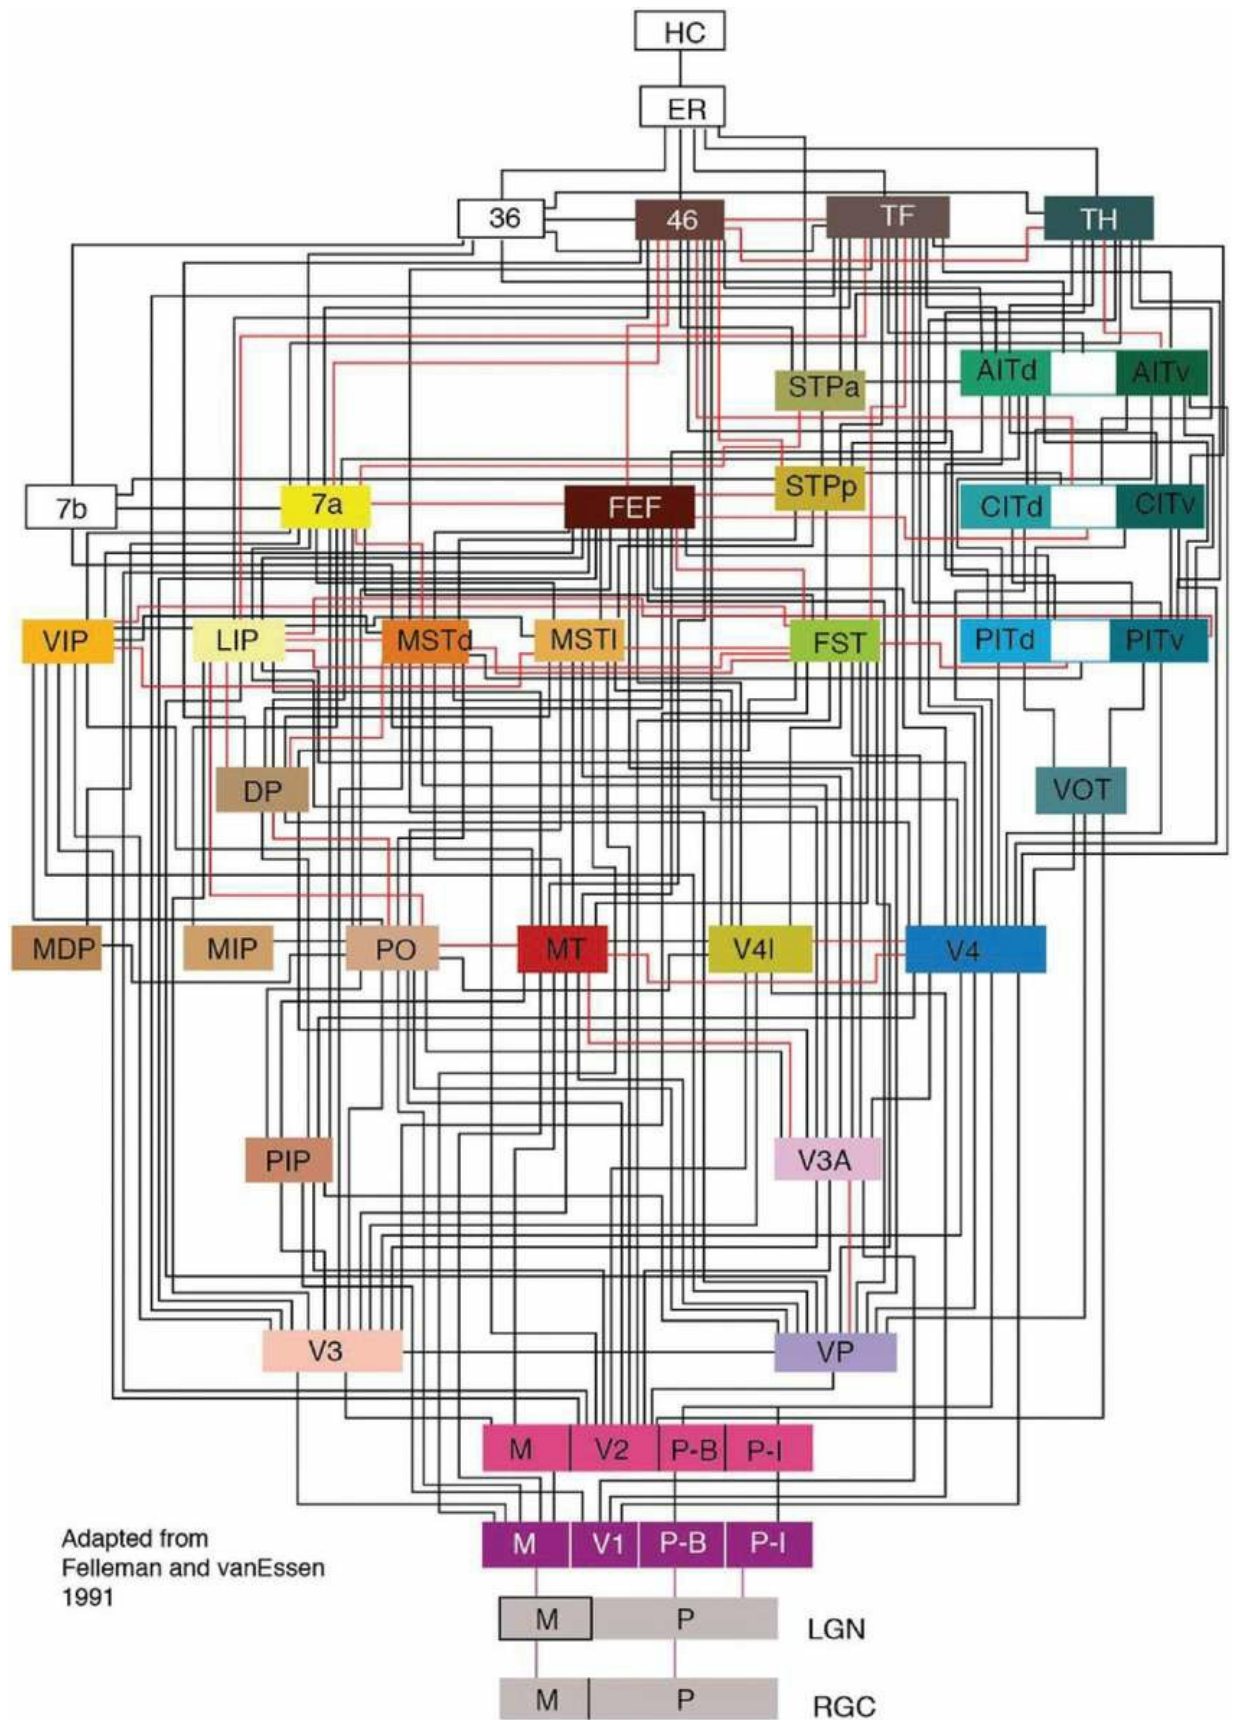 HC
ER
36
46
TF
TH
STPa
AITd
AITv
7b
7a
FEF
STPp
CITd
CITv
VIP
LIP
MSTd
MSTl
FST
PITd
PITv
DP
VOT
MDP
MIP
PO
MT
V4l
V4
PIP
V3A
V3
VP
M
V2
P-B
P-I
M
V1
P-B
P-I
Adapted from
Felleman and vanEssen
1991
M
P
LGN
M
P
RGC